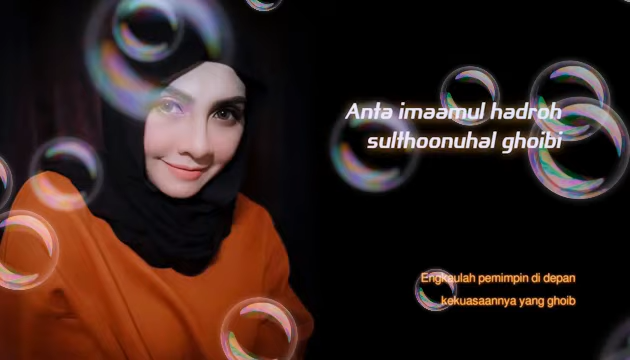 Anta imaamul hadroh
sulthoonuhal ghoibi
Engkaulah pemimpin di depan
kekuasaannya yang ghoib